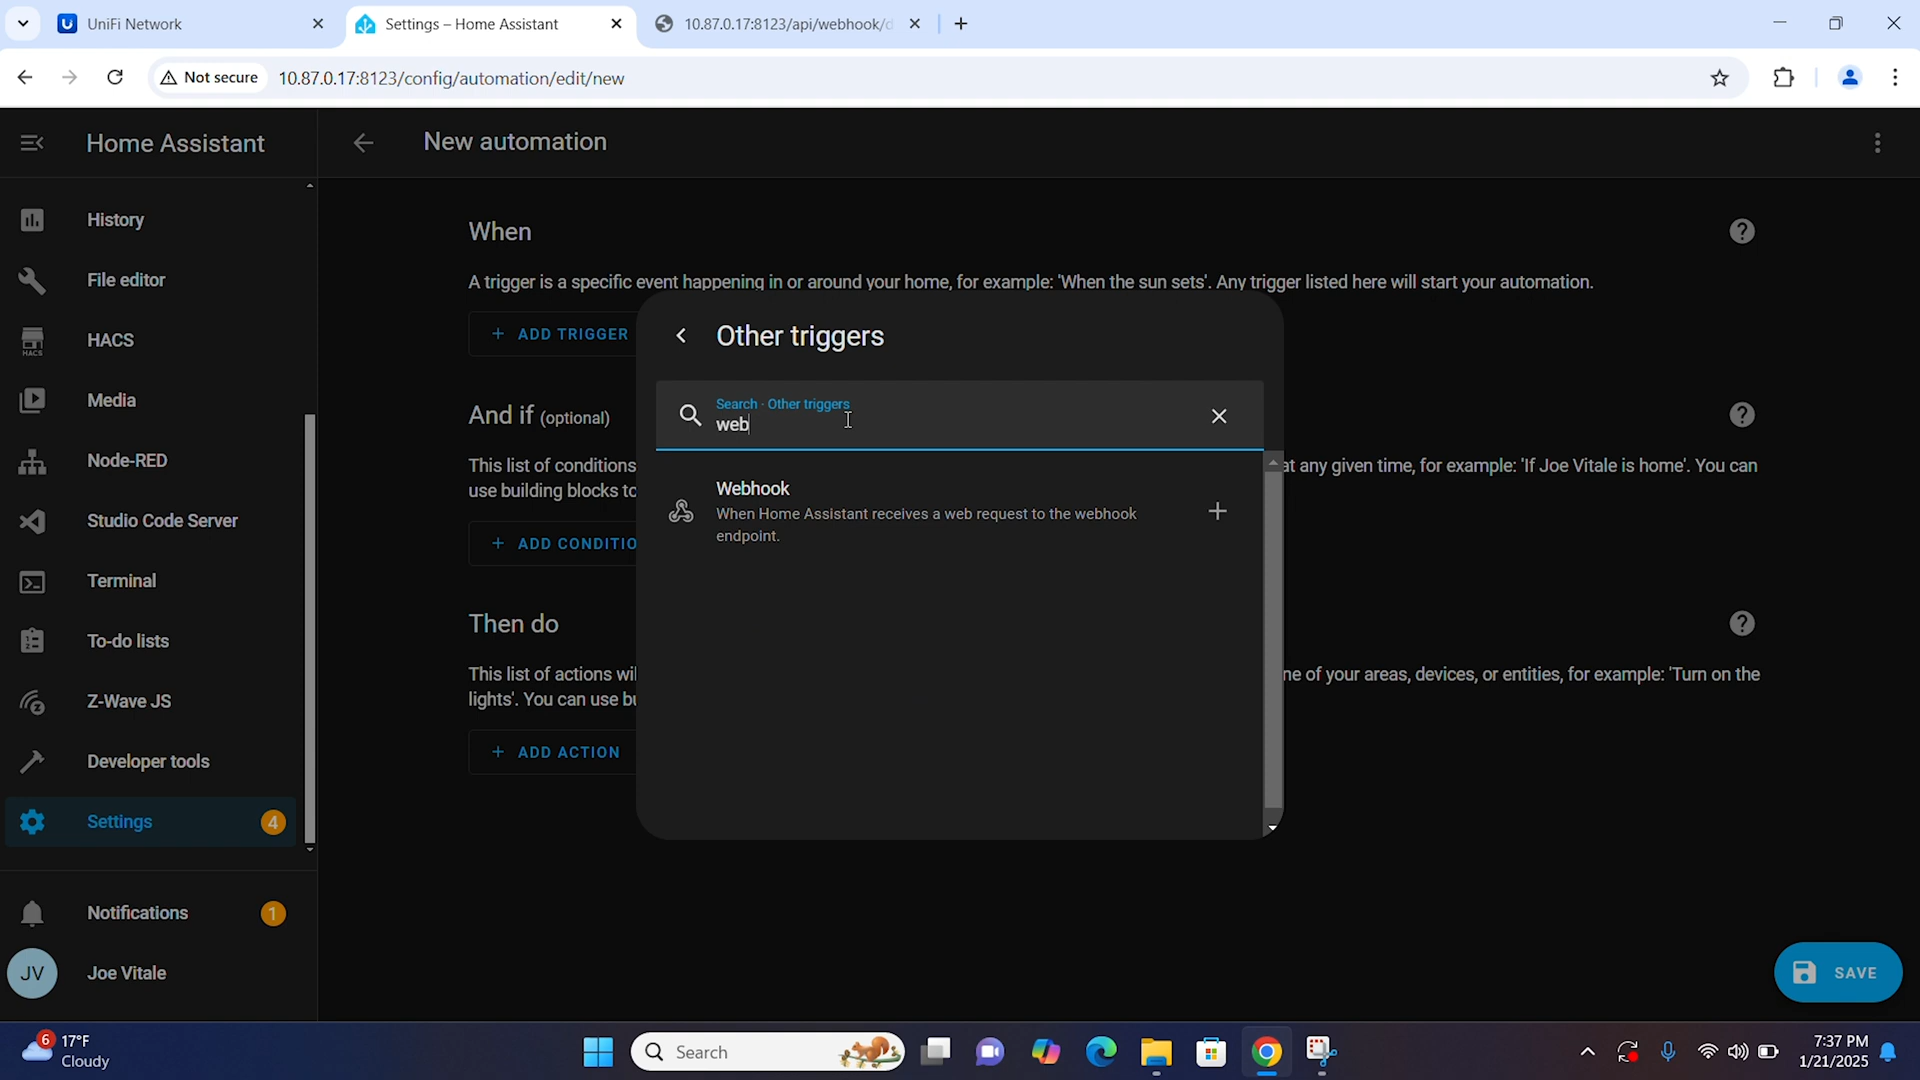 UniFi Network
Settings – Home Assistant
10.87.0.17:8123/api/webhook/
Not secure
10.87.0.17:8123/config/automation/edit/new
Home Assistant
New automation
History
File editor
HACS
HACS
Media
Node-RED
Studio Code Server
Terminal
To-do lists
Z-Wave JS
Developer tools
Settings
4
Notifications
1
JV
Joe Vitale
When
A trigger is a specific event happening in or around your home, for example: 'When the sun sets'. Any trigger listed here will start your automation.
+ ADD TRIGGER
And if (optional)
This list of conditions at any given time, for example: 'If Joe Vitale is home'. You can
use building blocks to
+ ADD CONDITIO
Then do
This list of actions wil ne of your areas, devices, or entities, for example: 'Turn on the
lights'. You can use bu
+ ADD ACTION
Other triggers
Search · Other triggers
web
Webhook
When Home Assistant receives a web request to the webhook
endpoint.
SAVE
6
17°F
Cloudy
Search
7:37 PM
1/21/2025